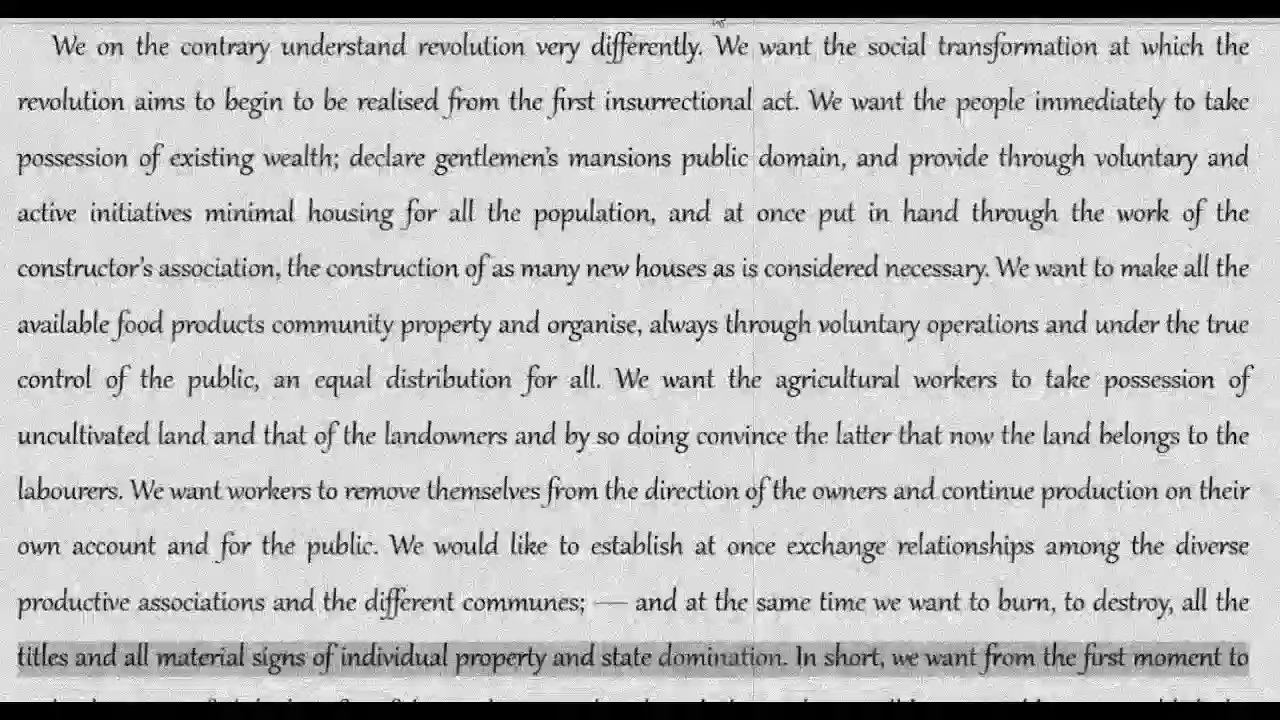 We on the contrary understand revolution very differently. We want the social transformation at which the
revolution aims to begin to be realised from the first insurrectional act. We want the people immediately to take
possession of existing wealth; declare gentlemen's mansions public domain, and provide through voluntary and
active initiatives minimal housing for all the population, and at once put in hand through the work of the
constructor's association, the construction of as many new houses as is considered necessary. We want to make all the
available food products community property and organise, always through voluntary operations and under the true
control of the public, an equal distribution for all. We want the agricultural workers to take possession of
uncultivated land and that of the landowners and by so doing convince the latter that now the land belongs to the
labourers. We want workers to remove themselves from the direction of the owners and continue production on their
own account and for the public. We would like to establish at once exchange relationships among the diverse
productive associations and the different communes; — and at the same time we want to burn, to destroy, all the
titles and all material signs of individual property and state domination. In short, we want from the first moment to